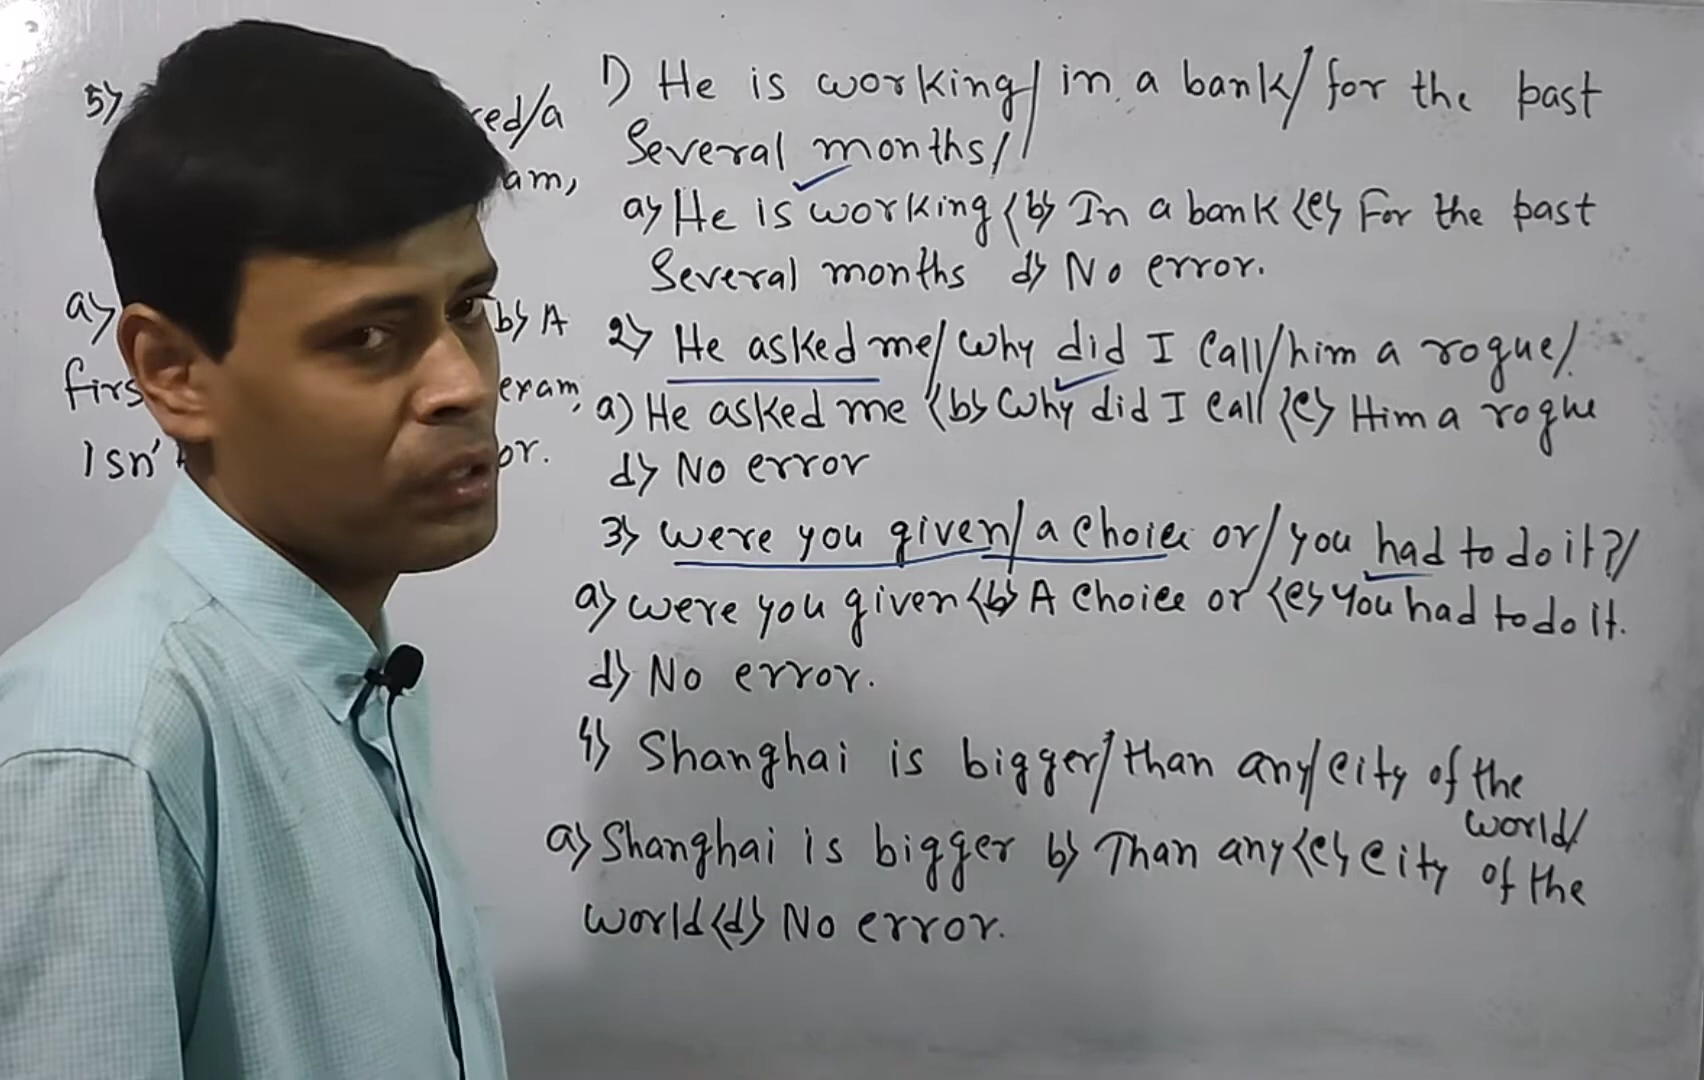 5)
red/a
am,
a) b) A
firs exam,
Isn' or.
1) He is working/ in a bank/ for the past
Several months//
a) He is working (b) In a bank (c) For the past
Several months d) No error.
2) He asked me/ why did I call/him a rogue/.
a) He asked me (b) Why did I call (c) Him a rogue
d) No error
3) were you given/ a choice or/ you had to do it?/
a) were you given (b) A choice or (c) You had to do it.
d) No error.
4) Shanghai is bigger/than any/city of the
world/
a) Shanghai is bigger b) Than any (c) city of the
world (d) No error.